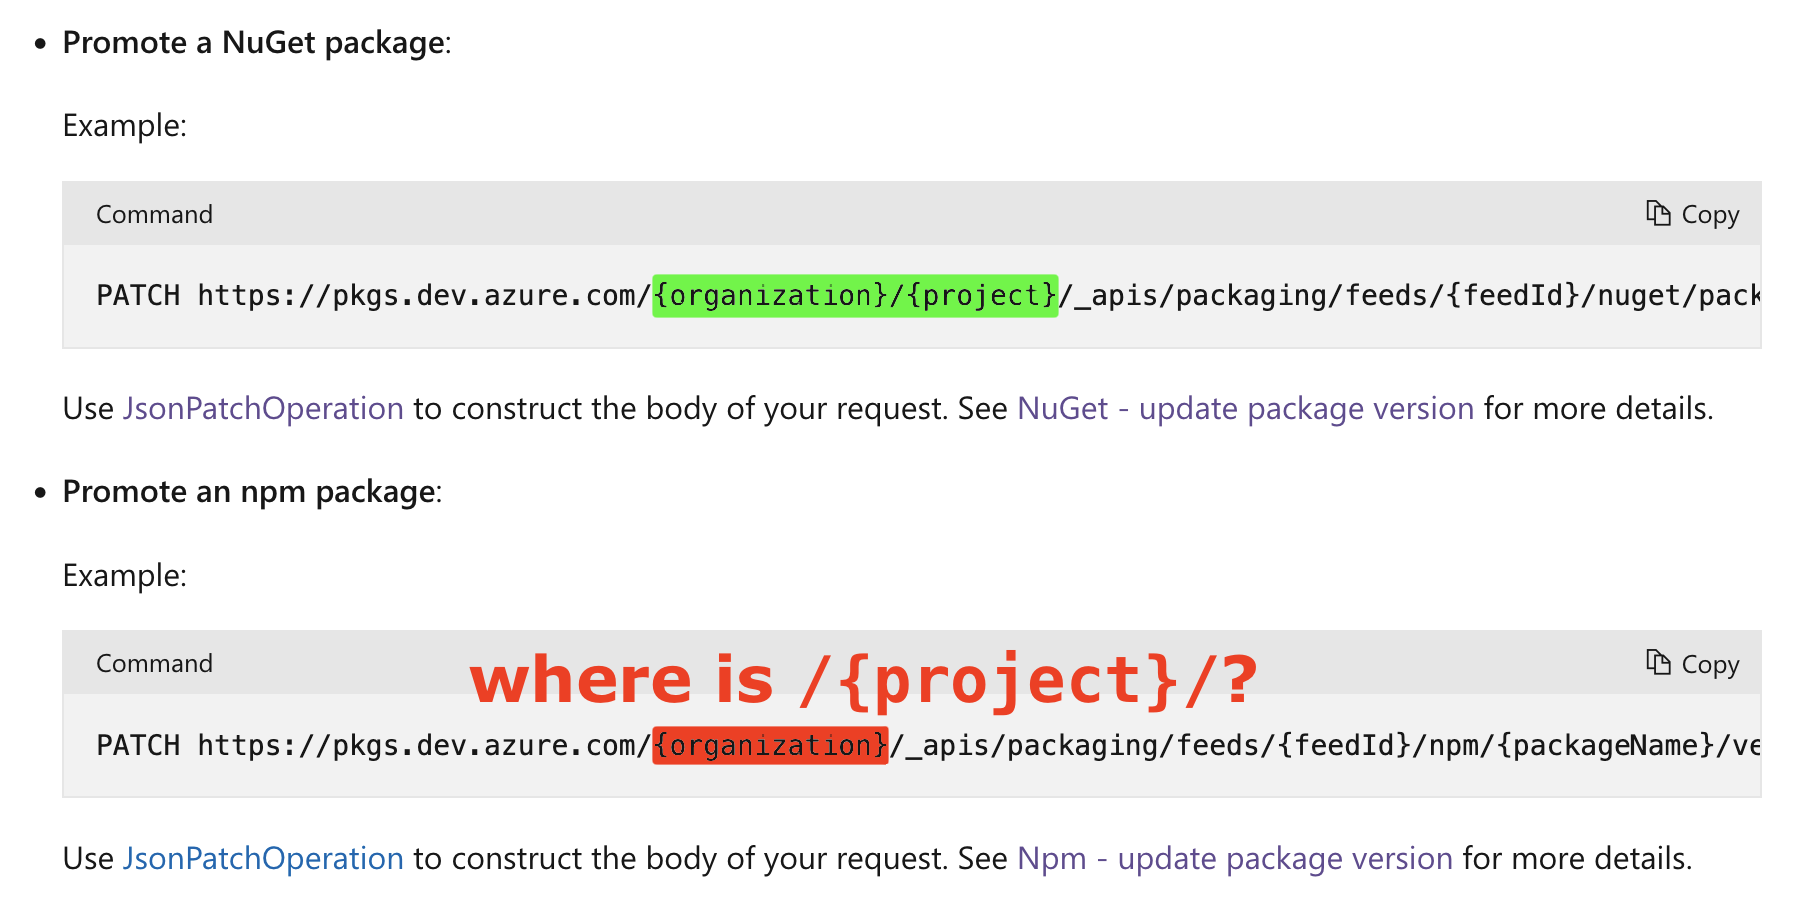 • Promote a NuGet package:
Example:
Command
Copy
PATCH https://pkgs.dev.azure.com/{organization}/{project}/_apis/packaging/feeds/{feedId}/nuget/pack
Use JsonPatchOperation to construct the body of your request. See NuGet - update package version for more details.
• Promote an npm package:
Example:
Command
Copy
where is /{project}/?
PATCH https://pkgs.dev.azure.com/{organization}/_apis/packaging/feeds/{feedId}/npm/{packageName}/ve
Use JsonPatchOperation to construct the body of your request. See Npm - update package version for more details.